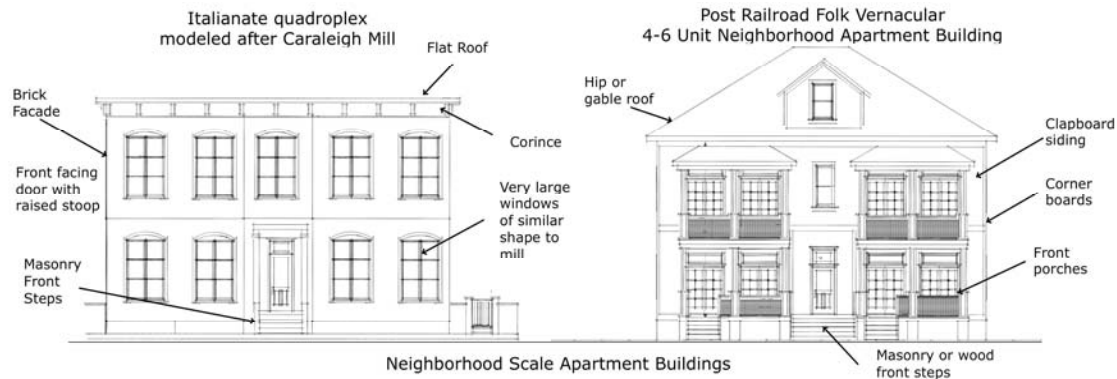 Italianate quadroplex
modeled after Caraleigh Mill
Flat Roof
Brick
Facade
Corince
Front facing
door with
raised stoop
Very large
windows
of similar
shape to
mill
Masonry
Front
Steps
Post Railroad Folk Vernacular
4-6 Unit Neighborhood Apartment Building
Hip or
gable roof
Clapboard
siding
Corner
boards
Front
porches
Masonry or wood
front steps
Neighborhood Scale Apartment Buildings